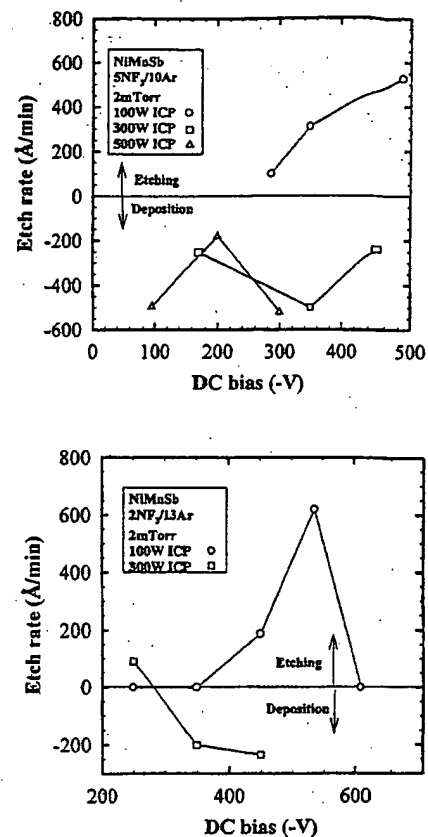 800
600
400
200
0
-200
-400
-600
Etch rate (Å/min)
NiMnSb
5NF3/10Ar
2mTorr
100W ICP
300W ICP
500W ICP
Etching
Deposition
0 100 200 300 400 500
DC bias (-V)
800
600
400
200
0
-200
Etch rate (Å/min)
NiMnSb
2NF3/13Ar
2mTorr
100W ICP
300W ICP
Etching
Deposition
200 400 600
DC bias (-V)